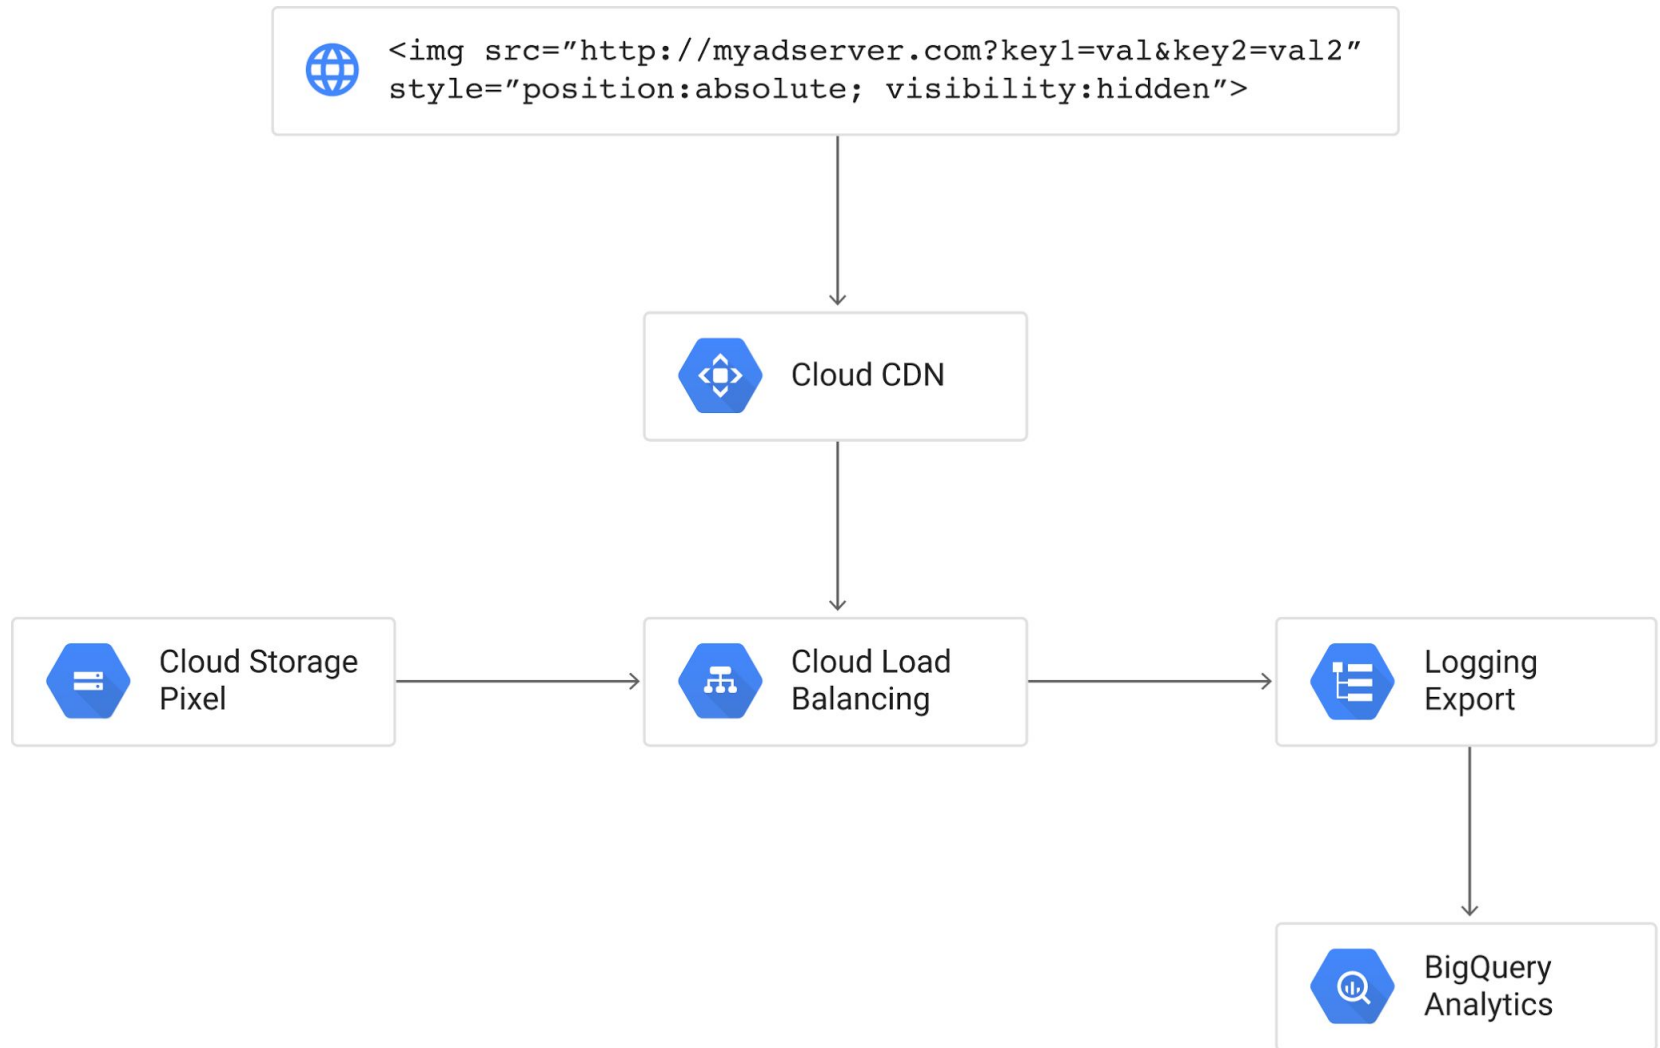 <img src=”http://myadserver.com?key1=val&key2=val2”
style=”position:absolute; visibility:hidden”>
Cloud CDN
Cloud Storage
Pixel
Cloud Load
Balancing
Logging
Export
BigQuery
Analytics